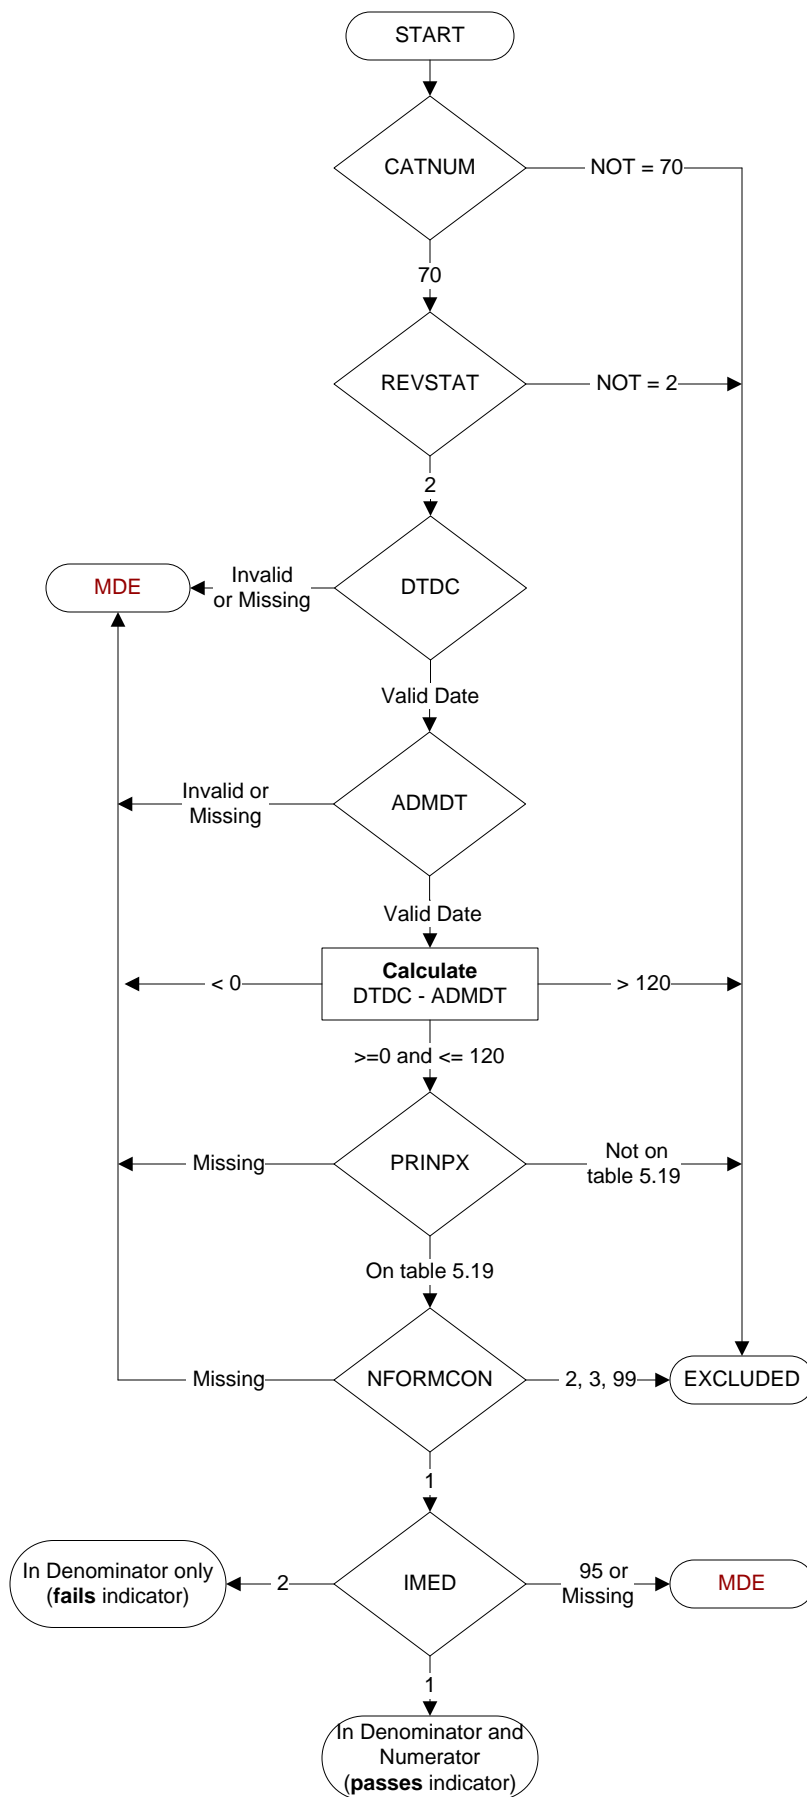 START
CATNUM
NOT = 70
70
REVSTAT
NOT = 2
2
MDE
Invalid
or Missing
DTDC
Valid Date
Invalid or
Missing
ADMDT
Valid Date
< 0
Calculate
DTDC - ADMDT
> 120
>=0 and <= 120
Missing
PRINPX
Not on
table 5.19
On table 5.19
Missing
NFORMCON
2, 3, 99
EXCLUDED
1
In Denominator only
(fails indicator)
2
IMED
95 or
Missing
MDE
1
In Denominator and
Numerator
(passes indicator)